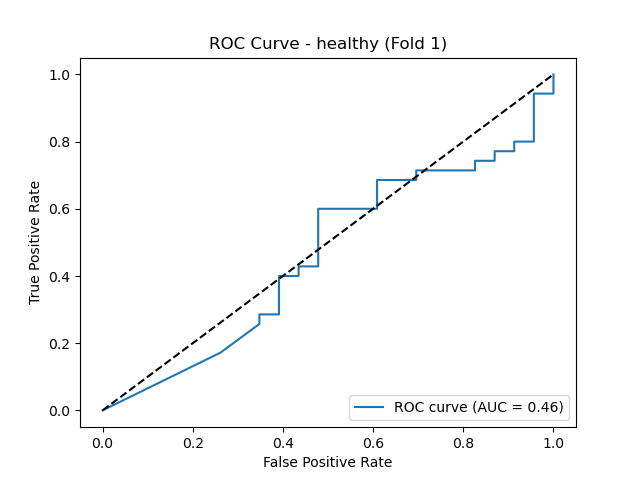 ROC Curve - healthy (Fold 1)
True Positive Rate
1.0
0.8
0.6
0.4
0.2
0.0
0.0 0.2 0.4 0.6 0.8 1.0
False Positive Rate
ROC curve (AUC = 0.46)